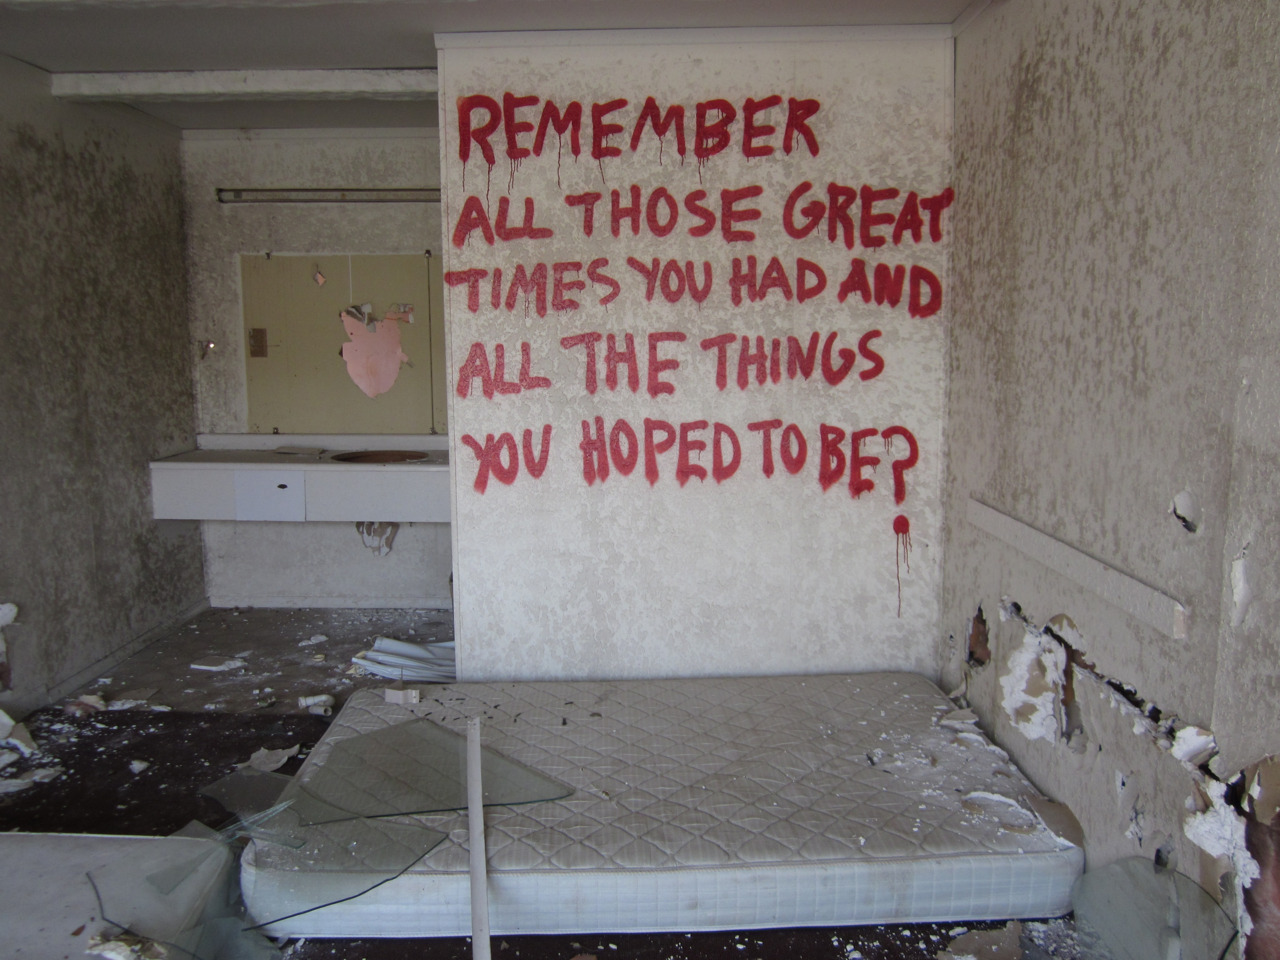 REMEMBER
ALL THOSE GREAT
TIMES YOU HAD AND
ALL THE THINGS
YOU HOPED TO BE?